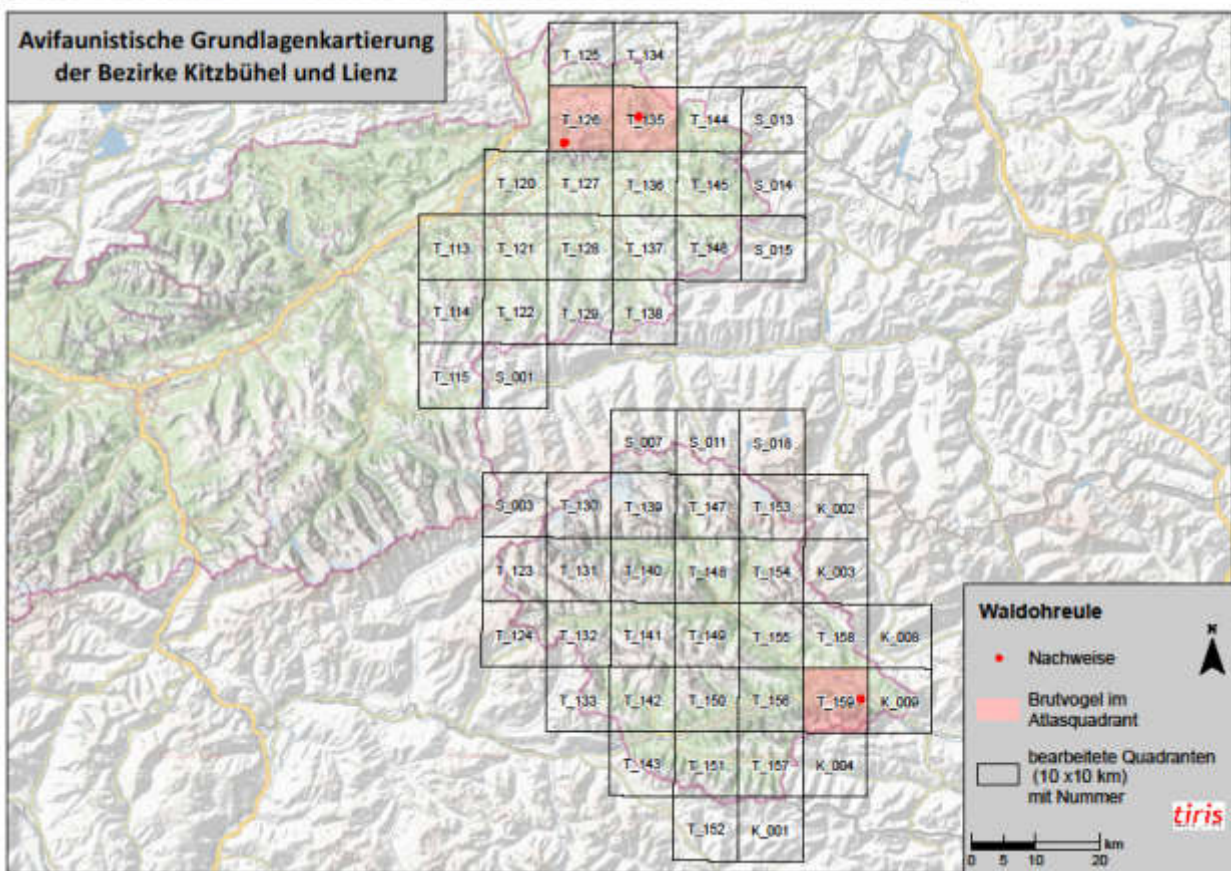 Avifaunistische Grundlagenkartierung
der Bezirke Kitzbühel und Lienz
T_125 T_134
T_126 T_135 T_144 S_013
T_120 T_127 T_136 T_145 S_014
T_113 T_121 T_128 T_137 T_146 S_015
T_114 T_122 T_129 T_138
T_115 S_001
S_007 S_011 S_016
S_003 T_130 T_139 T_147 T_153 K_002
T_123 T_131 T_140 T_148 T_154 K_003
T_124 T_132 T_141 T_149 T_155 T_158 K_008
T_133 T_142 T_150 T_156 T_159 K_009
T_143 T_151 T_157 K_004
T_152 K_001
Waldohreule
N
Nachweise
Brutvogel im
Atlasquadrant
bearbeitete Quadranten
(10 x10 km)
mit Nummer
tiris
km
0 5 10 20